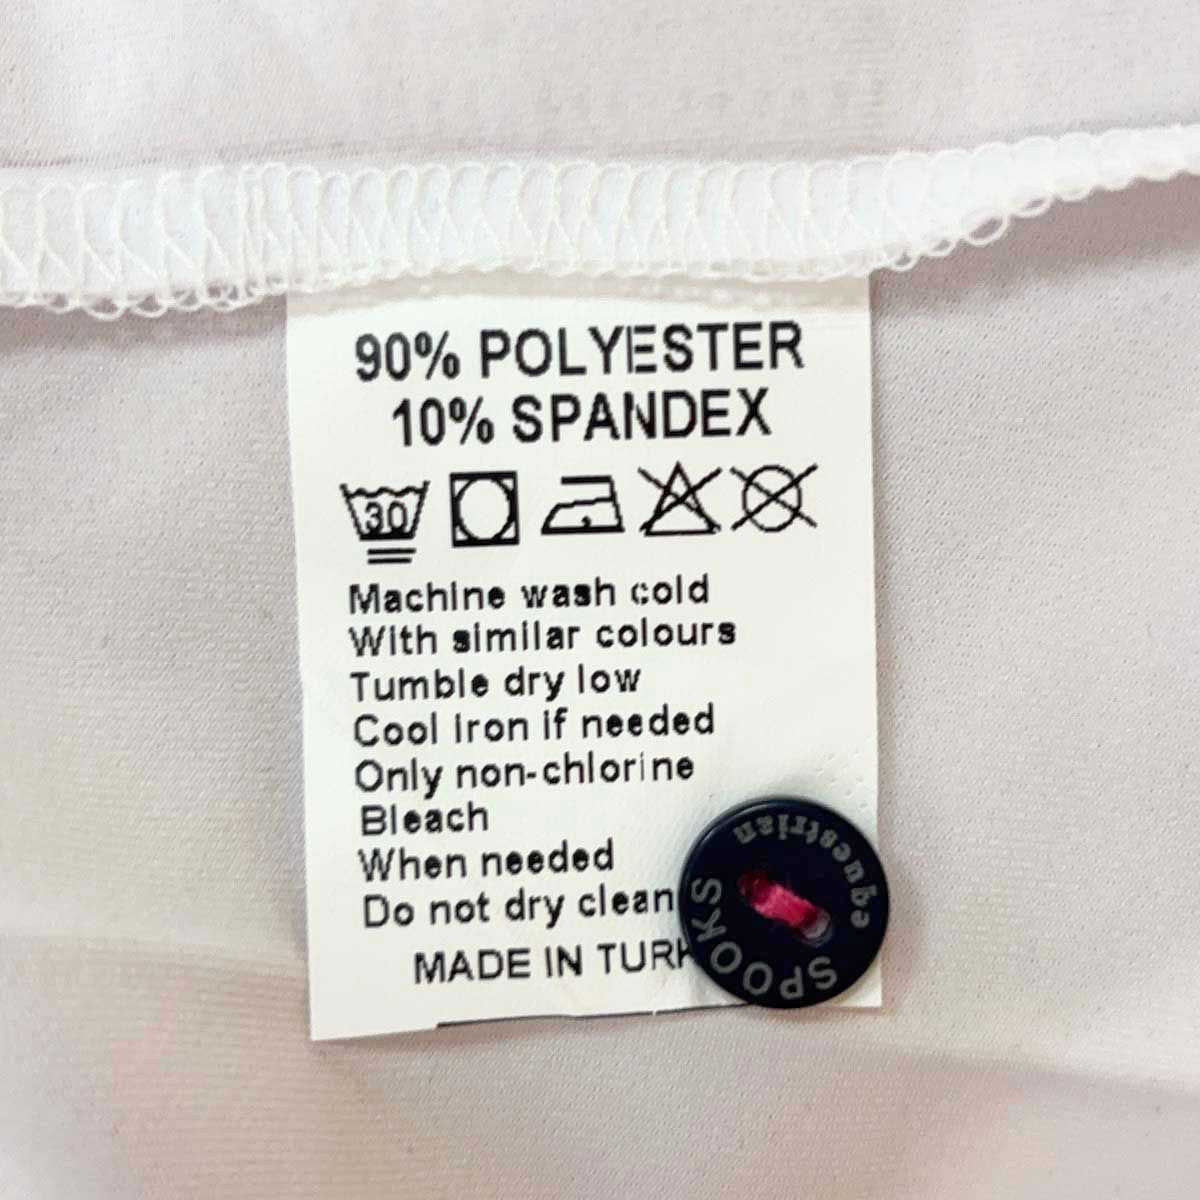 90% POLYESTER
10% SPANDEX
30
Machine wash cold
With similar colours
Tumble dry low
Cool iron if needed
Only non-chlorine
Bleach
When needed
Do not dry clean
MADE IN TURK
SPOOKS
equestrian